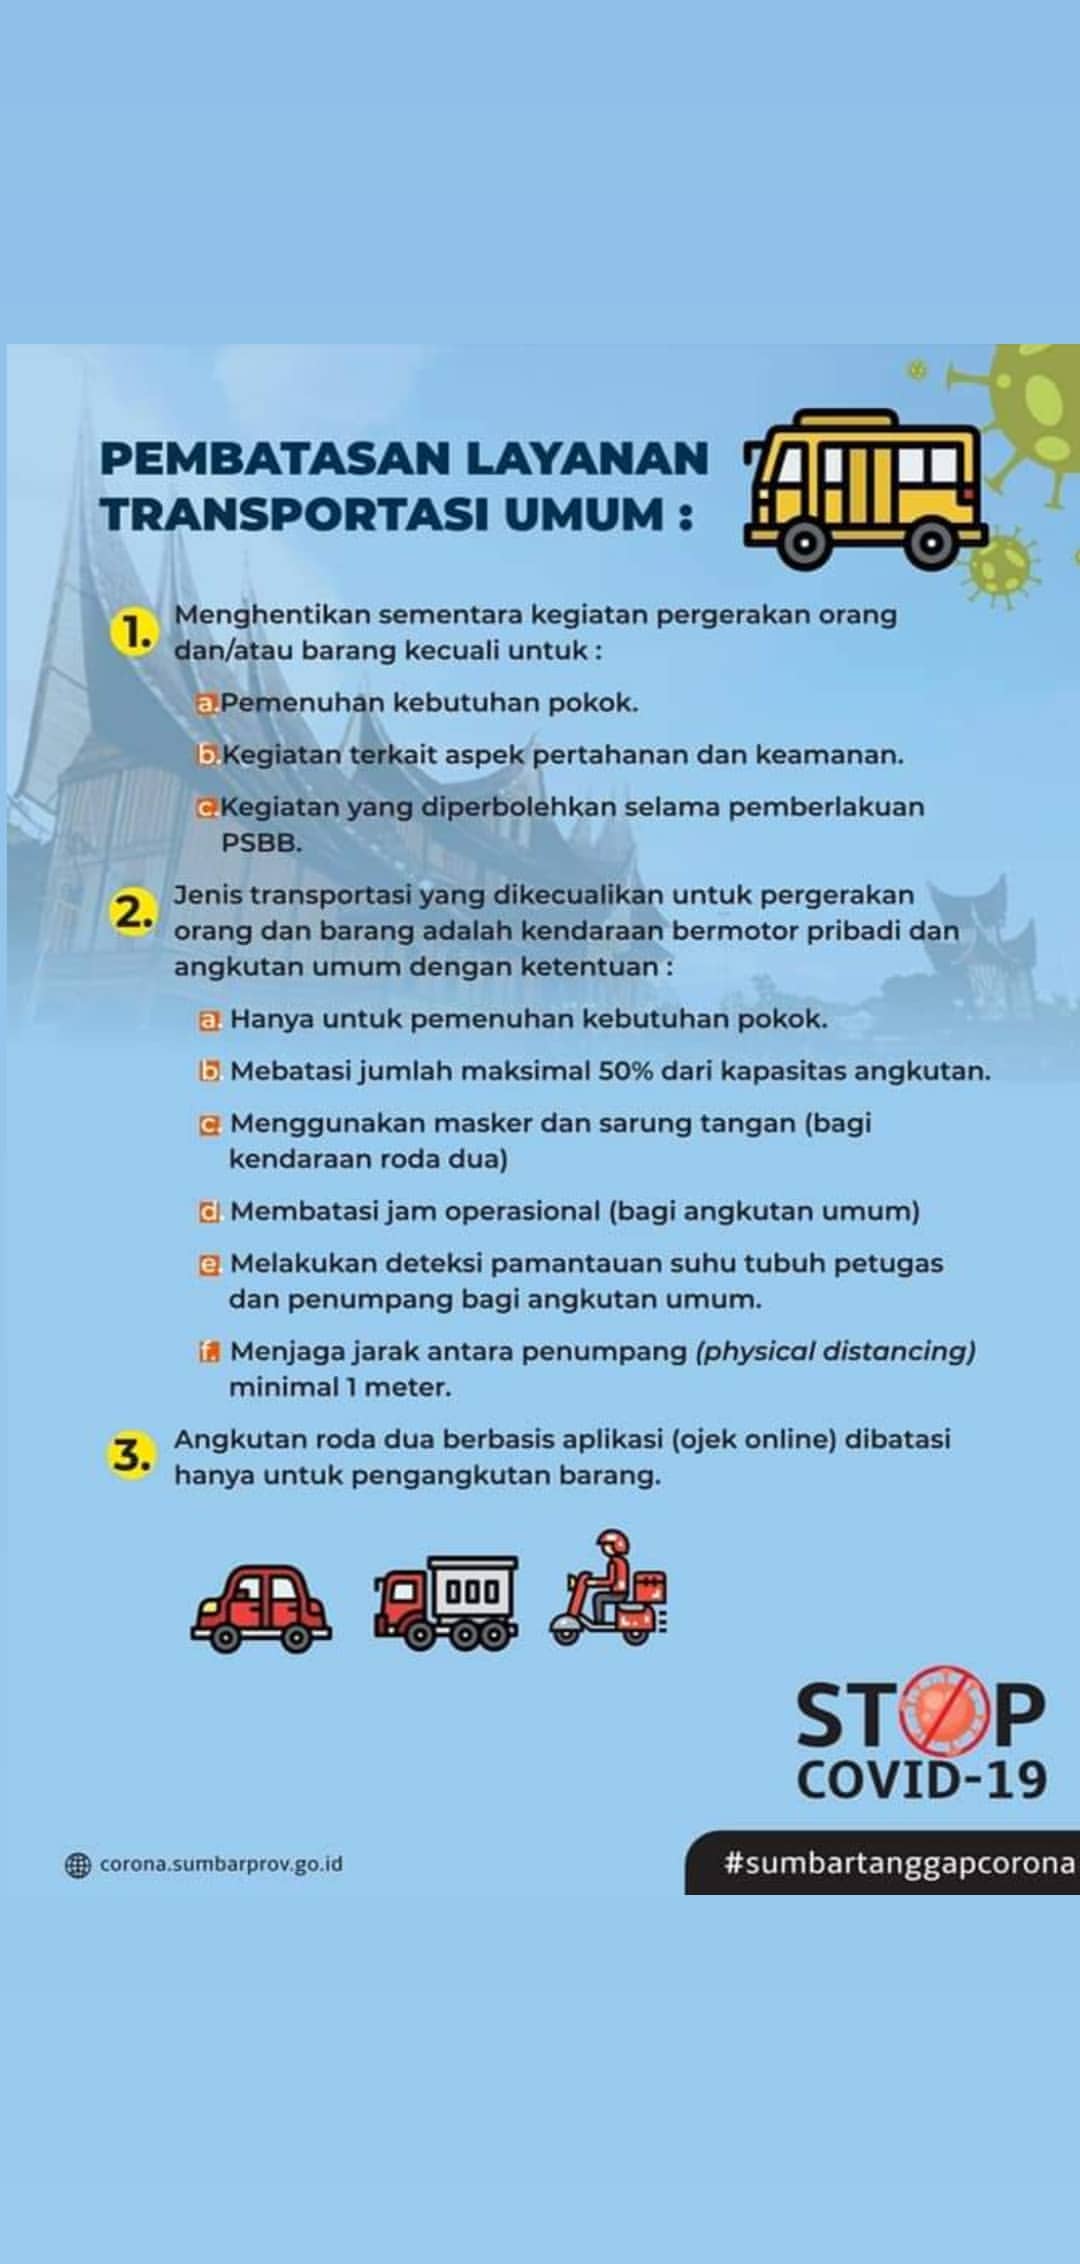 PEMBATASAN LAYANAN
TRANSPORTASI UMUM :
1. Menghentikan sementara kegiatan pergerakan orang
dan/atau barang kecuali untuk :
a.Pemenuhan kebutuhan pokok.
b.Kegiatan terkait aspek pertahanan dan keamanan.
c.Kegiatan yang diperbolehkan selama pemberlakuan
PSBB.
2. Jenis transportasi yang dikecualikan untuk pergerakan
orang dan barang adalah kendaraan bermotor pribadi dan
angkutan umum dengan ketentuan :
a. Hanya untuk pemenuhan kebutuhan pokok.
b. Mebatasi jumlah maksimal 50% dari kapasitas angkutan.
c. Menggunakan masker dan sarung tangan (bagi
kendaraan roda dua)
d. Membatasi jam operasional (bagi angkutan umum)
e. Melakukan deteksi pamantauan suhu tubuh petugas
dan penumpang bagi angkutan umum.
f. Menjaga jarak antara penumpang (physical distancing)
minimal 1 meter.
3. Angkutan roda dua berbasis aplikasi (ojek online) dibatasi
hanya untuk pengangkutan barang.
STOP
COVID-19
corona.sumbarprov.go.id
#sumbartanggapcorona